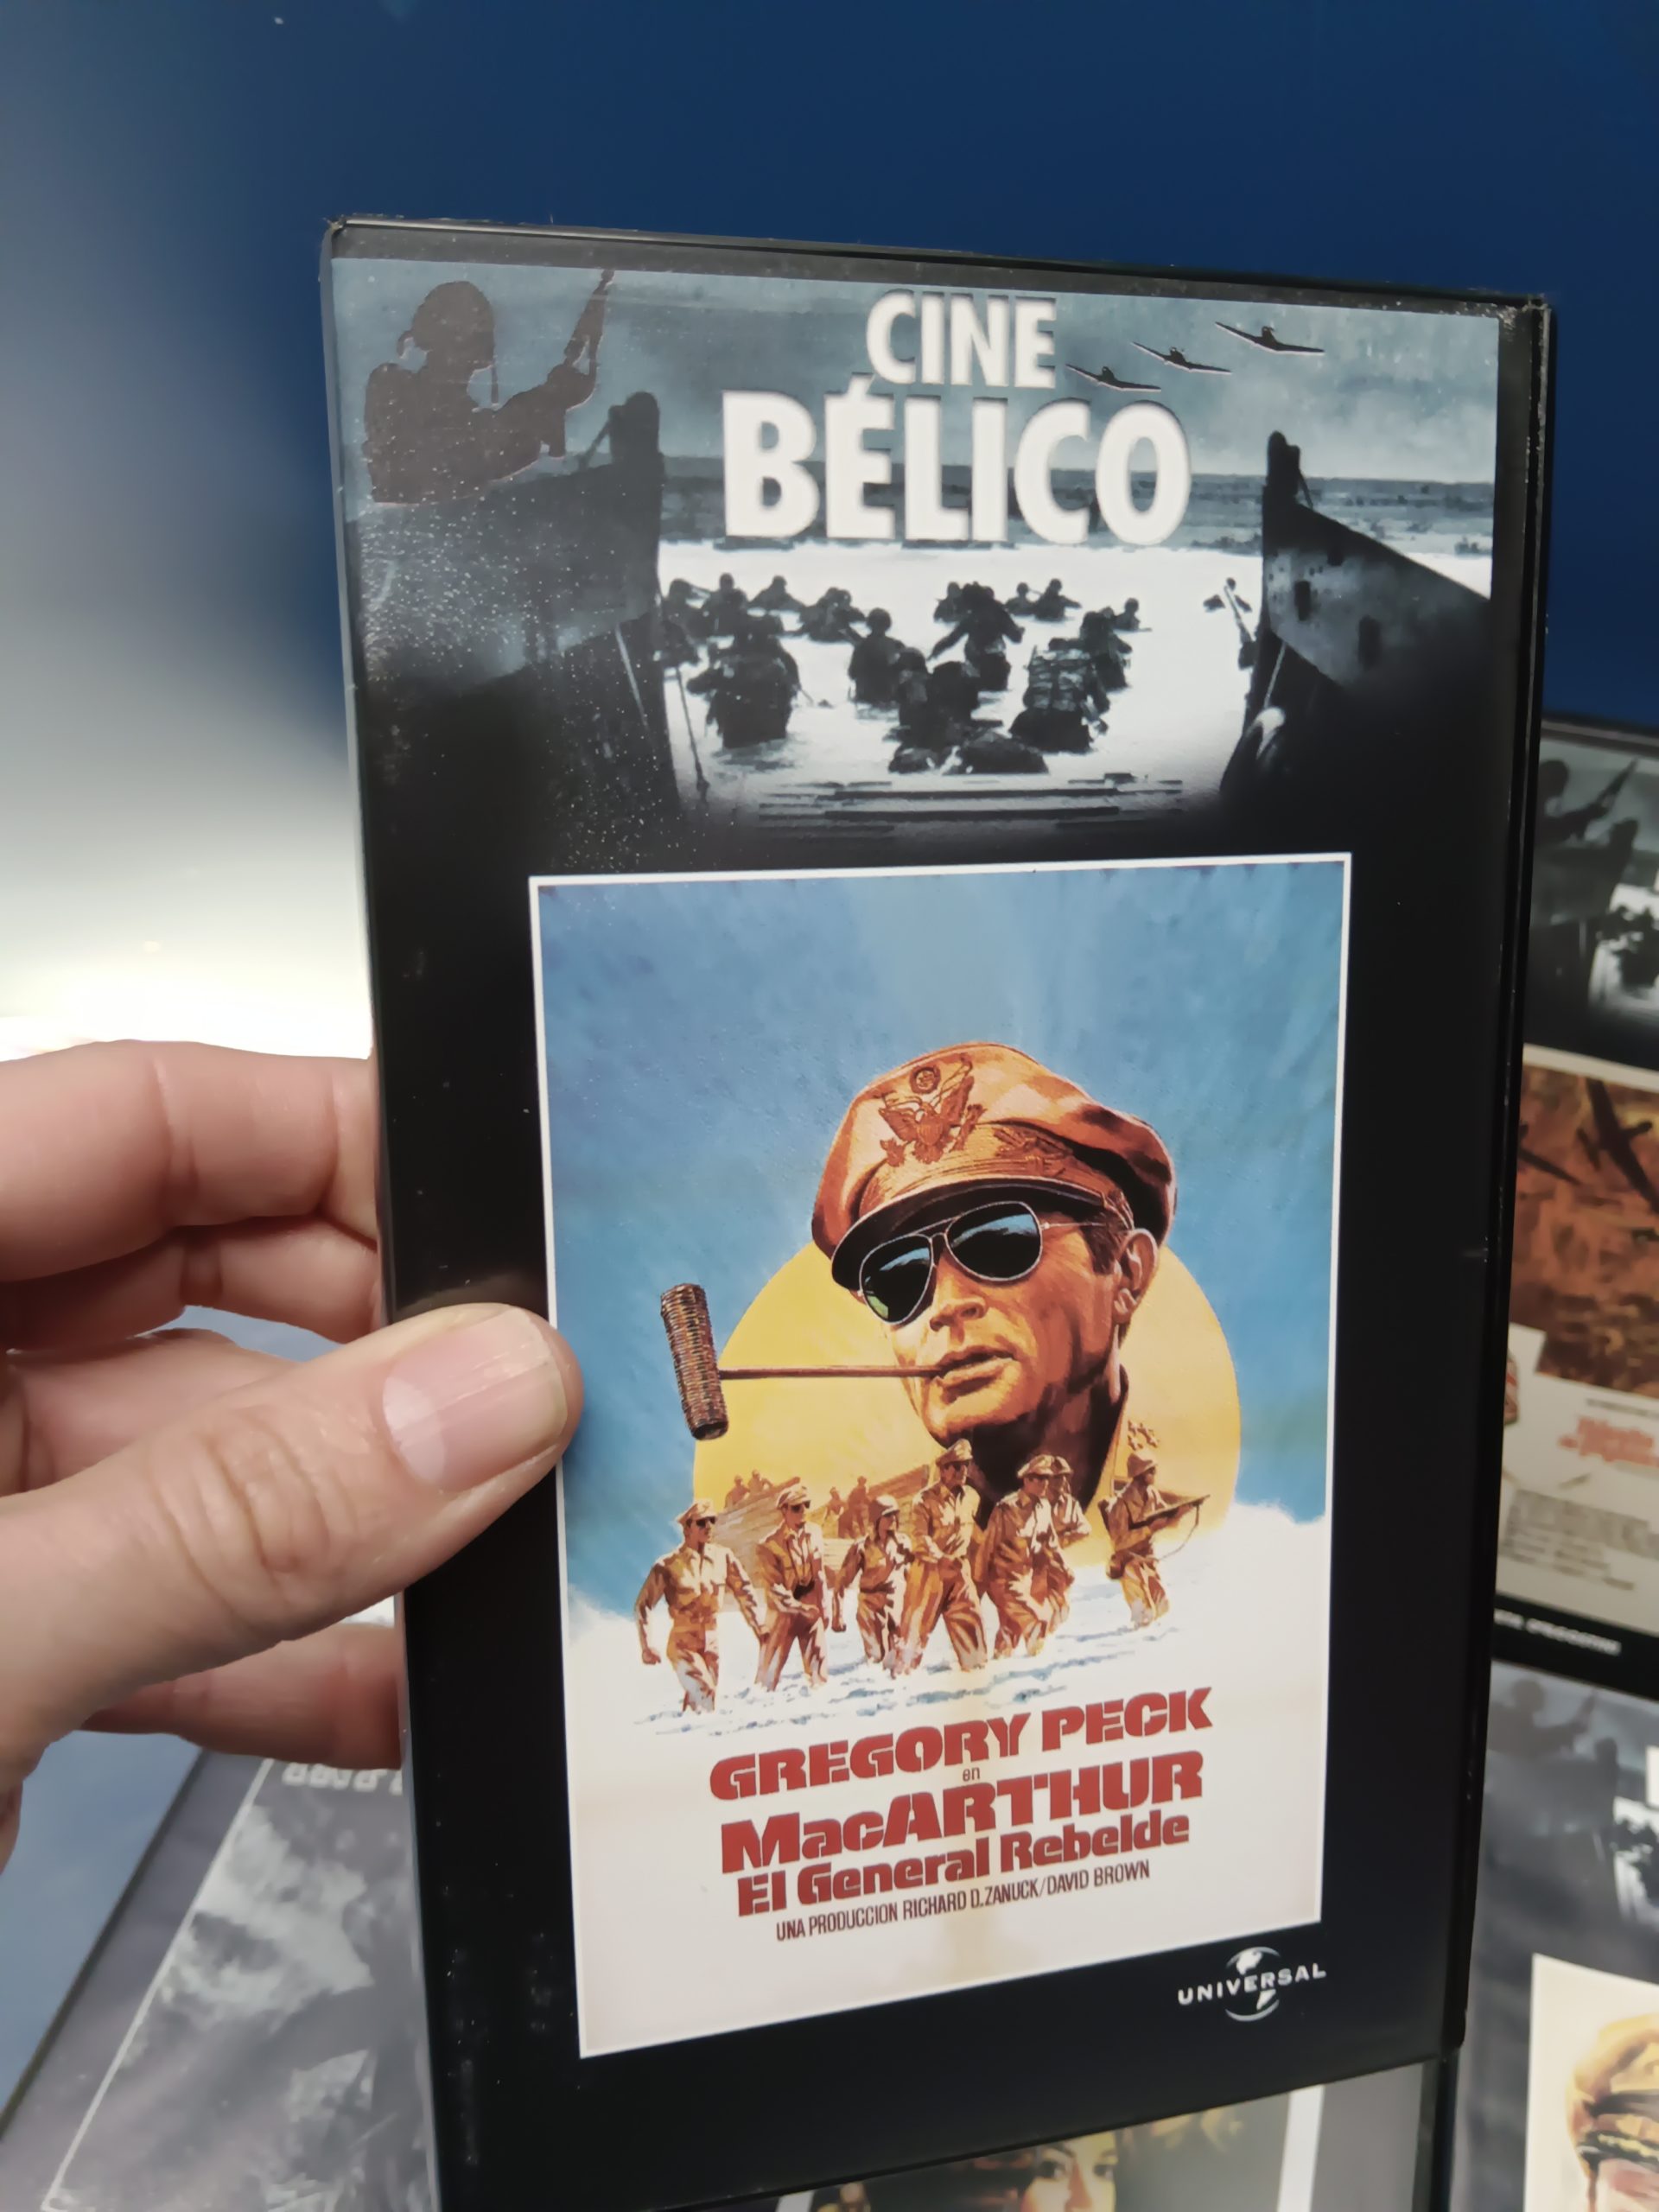 CINE
BÉLICO
GREGORY PECK
en
MacARTHUR
El General Rebelde
UNA PRODUCCION RICHARD D. ZANUCK/DAVID BROWN
UNIVERSAL